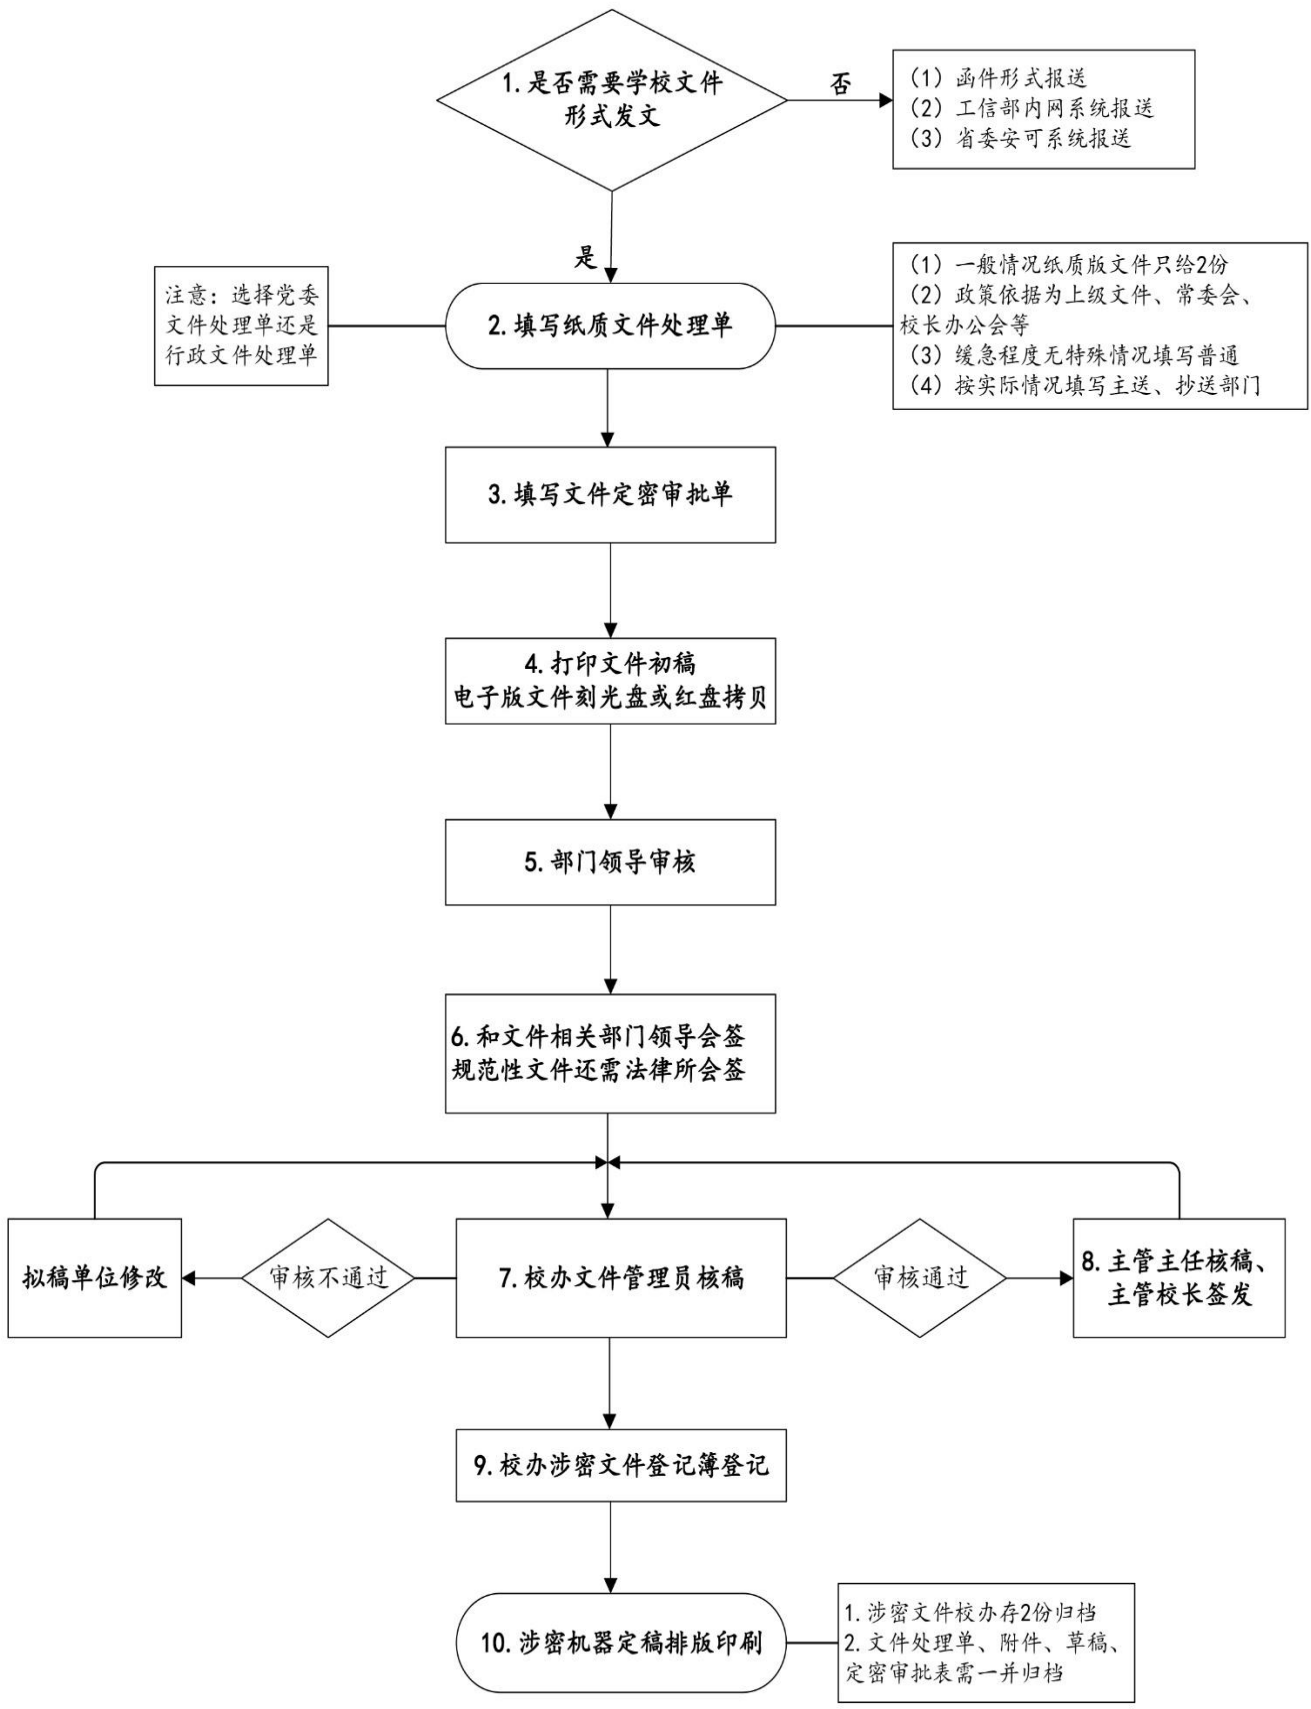 1.是否需要学校文件
形式发文
否
（1）函件形式报送
（2）工信部内网系统报送
（3）省委安可系统报送
是
注意：选择党委
文件处理单还是
行政文件处理单
2.填写纸质文件处理单
（1）一般情况纸质版文件只给2份
（2）政策依据为上级文件、常委会、
校长办公会等
（3）缓急程度无特殊情况填写普通
（4）按实际情况填写主送、抄送部门
3.填写文件定密审批单
4.打印文件初稿
电子版文件刻光盘或红盘拷贝
5.部门领导审核
6.和文件相关部门领导会签
规范性文件还需法律所会签
拟稿单位修改
审核不通过
7.校办文件管理员核稿
审核通过
8.主管主任核稿、
主管校长签发
9.校办涉密文件登记簿登记
10.涉密机器定稿排版印刷
1.涉密文件校办存2份归档
2.文件处理单、附件、草稿、
定密审批表需一并归档